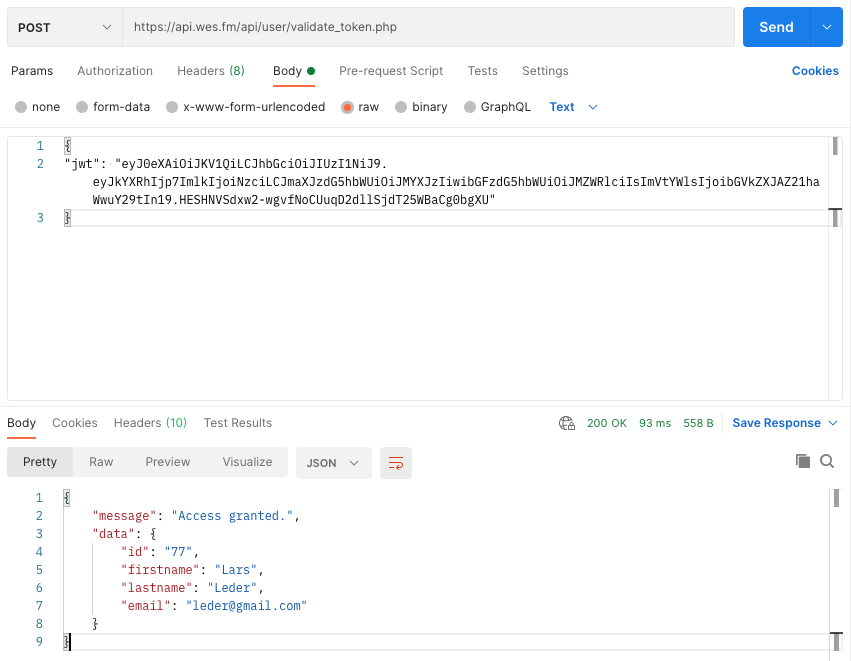 POST https://api.wes.fm/api/user/validate_token.php Send
Params Authorization Headers (8) Body Pre-request Script Tests Settings Cookies
none form-data x-www-form-urlencoded raw binary GraphQL Text
1 {
2 "jwt": "eyJ0eXAiOiJKV1QiLCJhbGciOiJIUzI1NiJ9.
eyJkYXRhIjp7ImlkIjoiNzciLCJmaXJzdG5hbWUiOiJMYXJzIiwibGFzdG5hbWUiOiJMZWRlciIsImVtYWlsIjoibGVkZXJAZ21ha
WwuY29tIn19.HESHNVSdxw2-wgvfNoCUuqD2dllSjdT25WBaCg0bgXU"
3 }
Body Cookies Headers (10) Test Results 200 OK 93 ms 558 B Save Response
Pretty Raw Preview Visualize JSON
1 {
2 "message": "Access granted.",
3 "data": {
4 "id": "77",
5 "firstname": "Lars",
6 "lastname": "Leder",
7 "email": "leder@gmail.com"
8 }
9 }